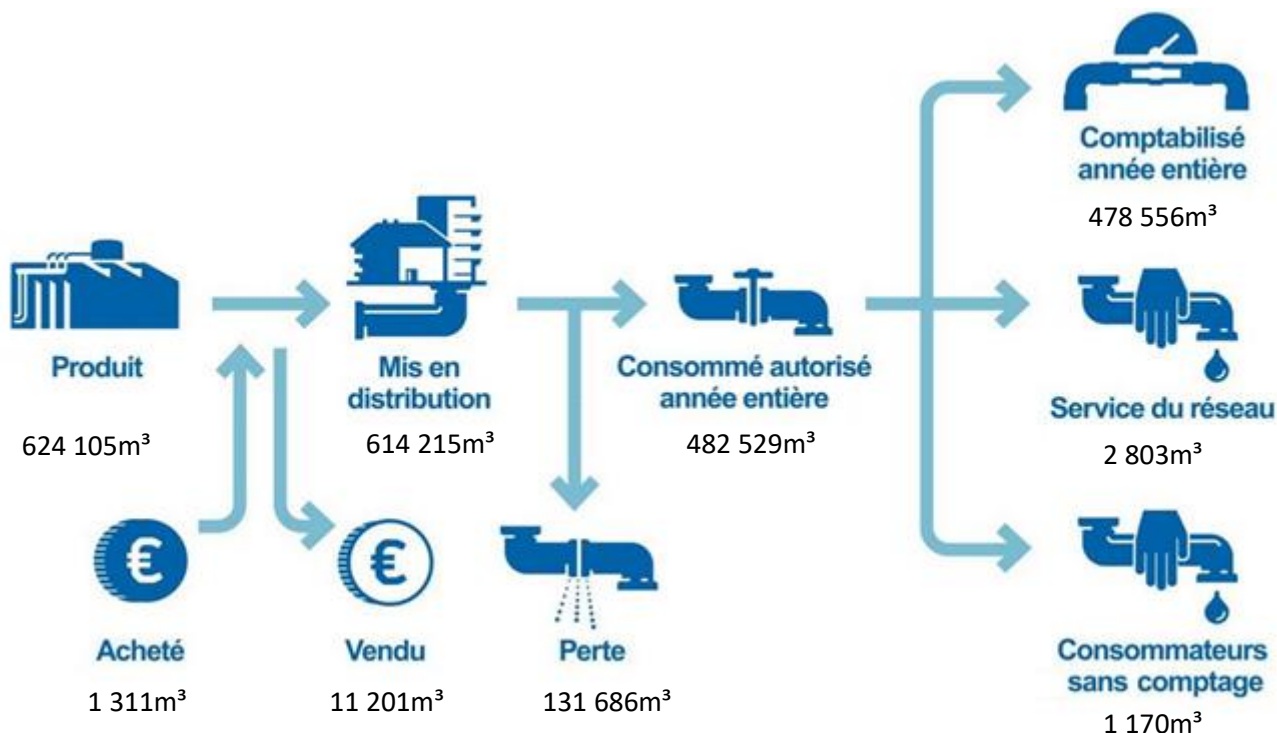 Comptabilisé
année entière
478 556m³
Produit
624 105m³
Mis en
distribution
614 215m³
Consommé autorisé
année entière
482 529m³
Service du réseau
2 803m³
€
Acheté
1 311m³
€
Vendu
11 201m³
Perte
131 686m³
Consommateurs
sans comptage
1 170m³